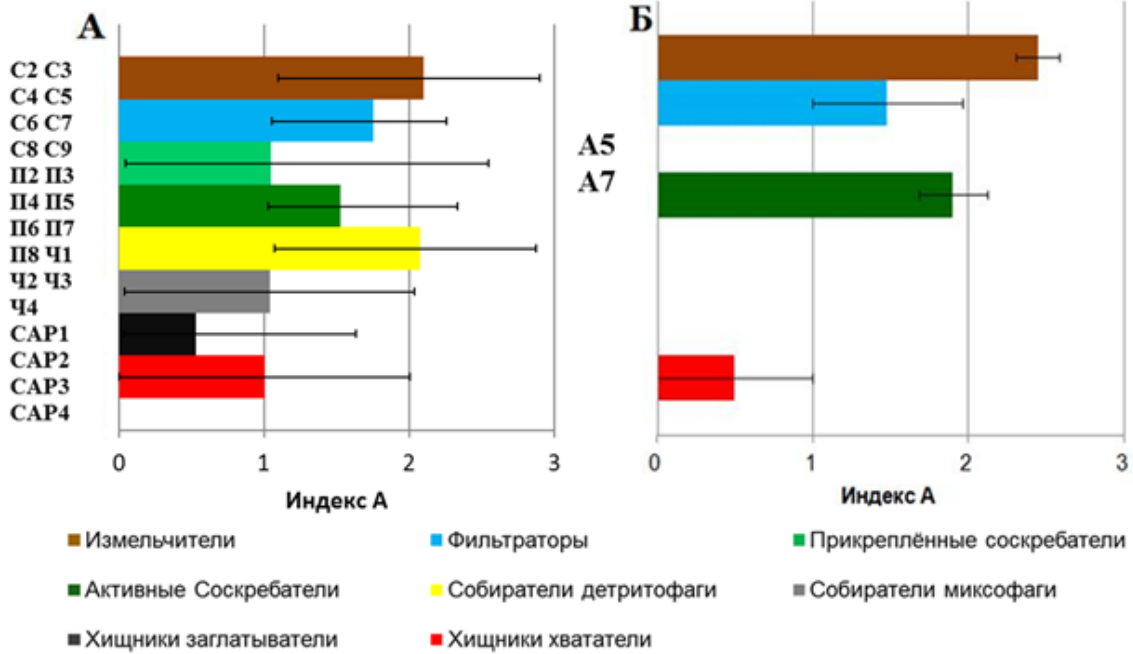 А
Б
С2 С3
С4 С5
С6 С7
С8 С9
П2 П3
П4 П5
П6 П7
П8 Ч1
Ч2 Ч3
Ч4
САР1
САР2
САР3
САР4
А5
А7
0 1 2 3
Индекс А
0 1 2 3
Индекс А
Измельчители
Фильтраторы
Прикреплённые соскребатели
Активные Соскребатели
Собиратели детритофаги
Собиратели миксофаги
Хищники заглатыватели
Хищники хвататели